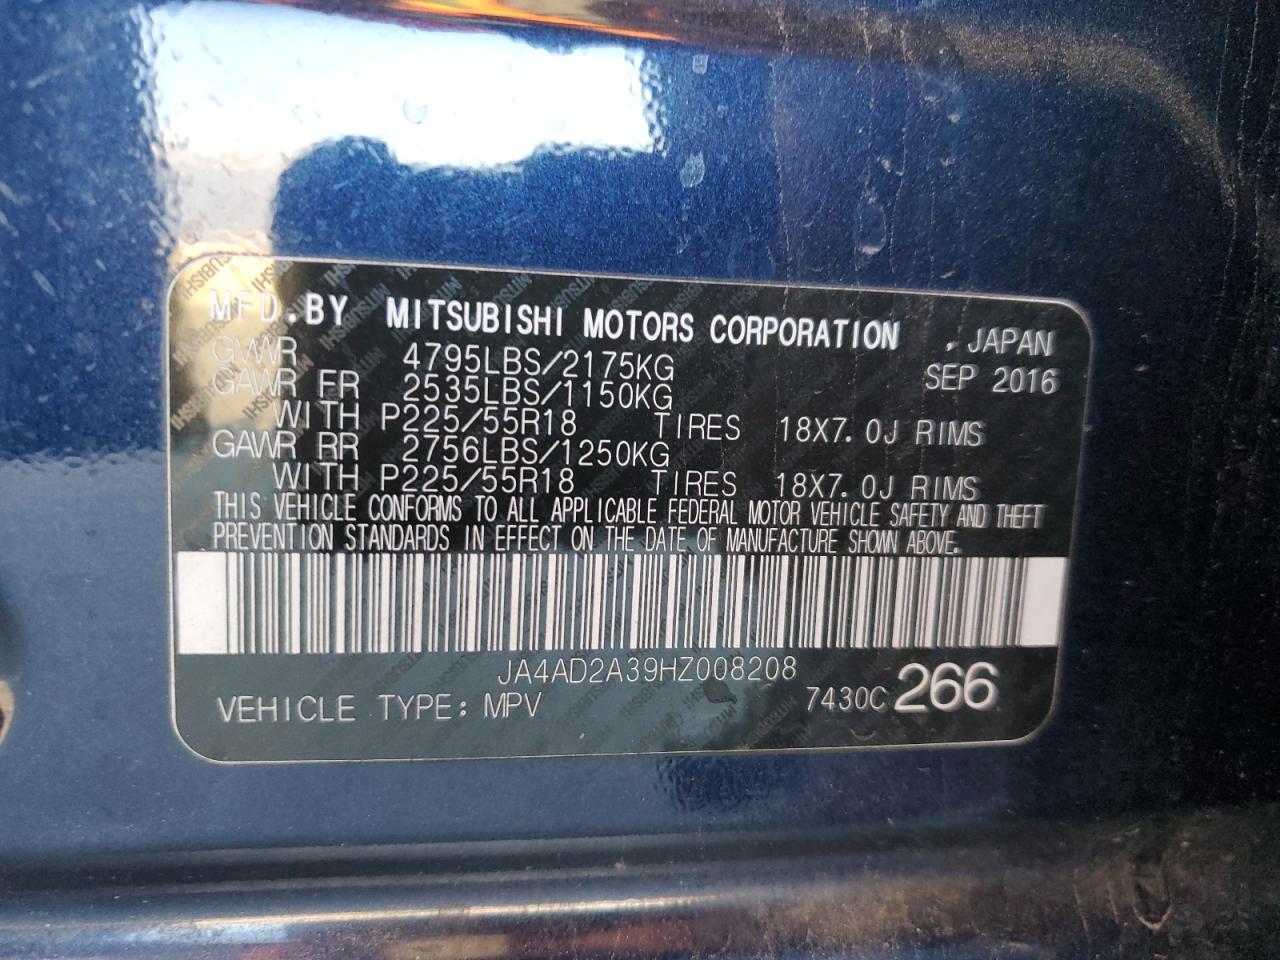 MFD.BY MITSUBISHI MOTORS CORPORATION , JAPAN
GVWR 4795LBS/2175KG SEP 2016
GAWR FR 2535LBS/1150KG
WITH P225/55R18 TIRES 18X7.0J RIMS
GAWR RR 2756LBS/1250KG
WITH P225/55R18 TIRES 18X7.0J RIMS
THIS VEHICLE CONFORMS TO ALL APPLICABLE FEDERAL MOTOR VEHICLE SAFETY AND THEFT
PREVENTION STANDARDS IN EFFECT ON THE DATE OF MANUFACTURE SHOWN ABOVE.
JA4AD2A39HZ008208
VEHICLE TYPE: MPV 7430C 266